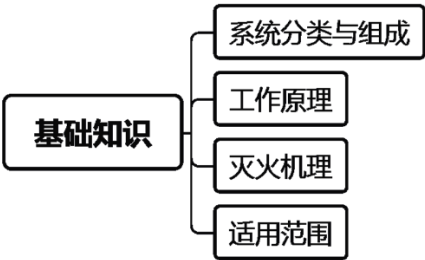 基础知识
系统分类与组成
工作原理
灭火机理
适用范围